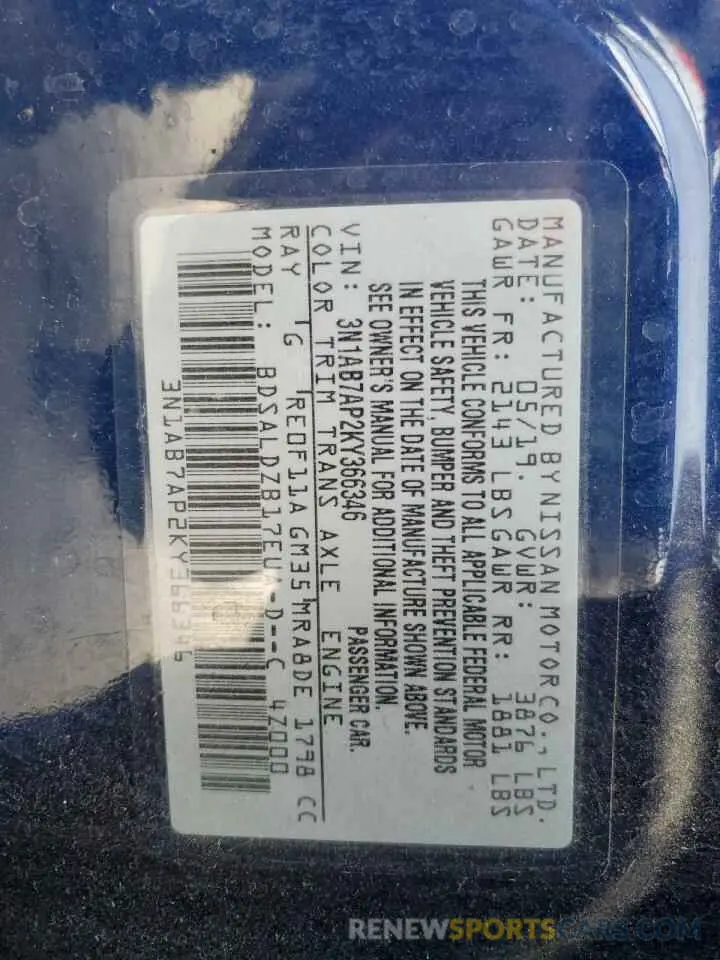 MANUFACTURED BY NISSAN MOTOR CO., LTD.
DATE: 05/19. GVWR: 3876 LBS
GAWR FR: 2143 LBS GAWR RR: 1881 LBS
THIS VEHICLE CONFORMS TO ALL APPLICABLE FEDERAL MOTOR
VEHICLE SAFETY, BUMPER AND THEFT PREVENTION STANDARDS
IN EFFECT ON THE DATE OF MANUFACTURE SHOWN ABOVE.
SEE OWNER'S MANUAL FOR ADDITIONAL INFORMATION.
VIN: 3N1AB7AP2KY366346 PASSENGER CAR.
COLOR TRIM TRANS AXLE ENGINE
RAY G RE0F11A GM35 MRA8DE 1798 CC
MODEL: BDSALDZB17EU.-D--C 4Z000
3N1AB7AP2KY366346
RENEWSPORTSCARS.COM